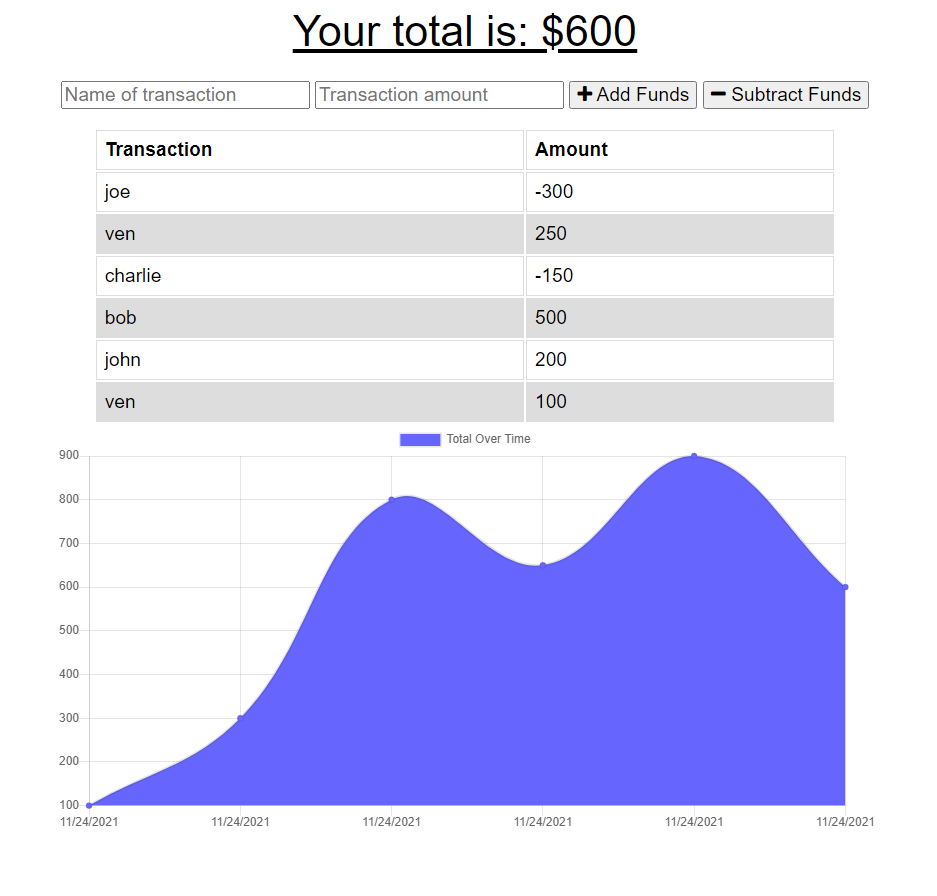 Your total is: $600
Name of transaction Transaction amount Add Funds Subtract Funds
Transaction Amount
joe -300
ven 250
charlie -150
bob 500
john 200
ven 100
Total Over Time
900
800
700
600
500
400
300
200
100
11/24/2021 11/24/2021 11/24/2021 11/24/2021 11/24/2021 11/24/2021